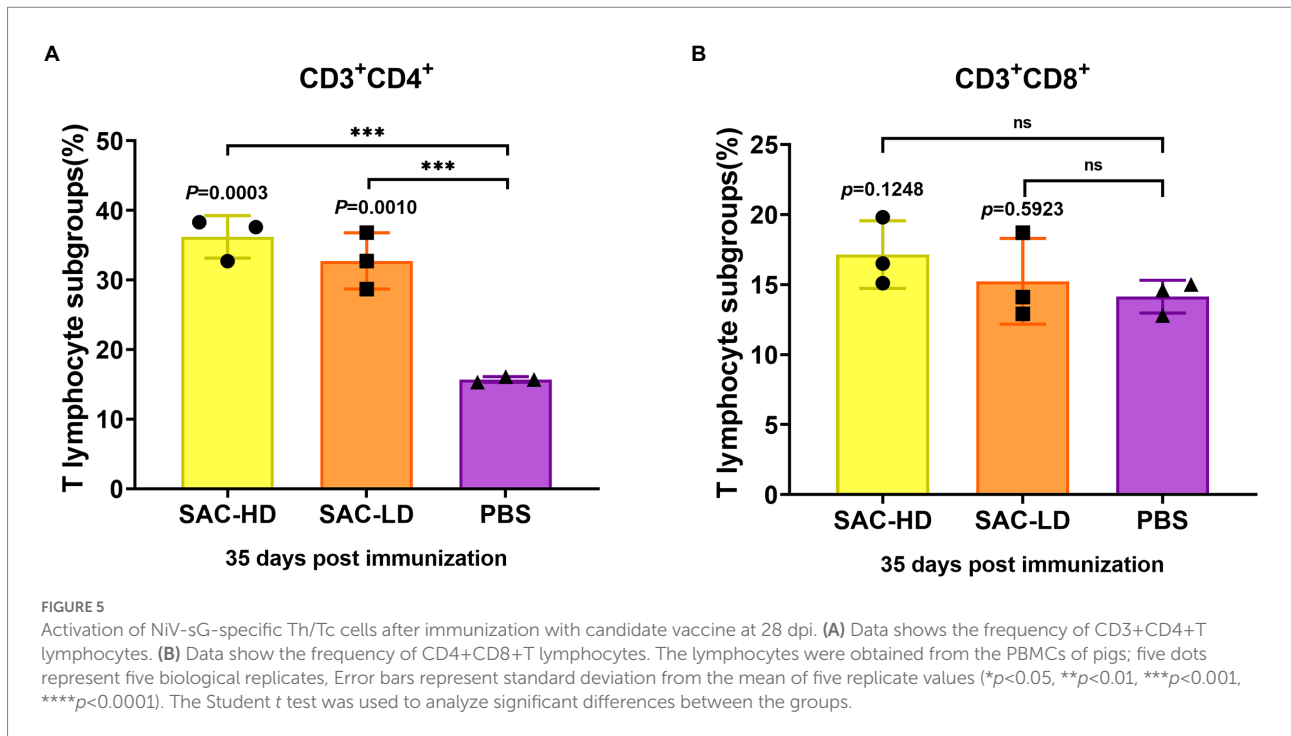 A
CD3+CD4+
T lymphocyte subgroups(%)
50
40
30
20
10
0
***
***
P=0.0003
P=0.0010
SAC-HD SAC-LD PBS
35 days post immunization
B
CD3+CD8+
T lymphocyte subgroups(%)
25
20
15
10
5
0
ns
ns
p=0.1248
p=0.5923
SAC-HD SAC-LD PBS
35 days post immunization
FIGURE 5
Activation of NiV-sG-specific Th/Tc cells after immunization with candidate vaccine at 28 dpi. (A) Data shows the frequency of CD3+CD4+T
lymphocytes. (B) Data show the frequency of CD4+CD8+T lymphocytes. The lymphocytes were obtained from the PBMCs of pigs; five dots
represent five biological replicates, Error bars represent standard deviation from the mean of five replicate values (*p<0.05, **p<0.01, ***p<0.001,
****p<0.0001). The Student t test was used to analyze significant differences between the groups.